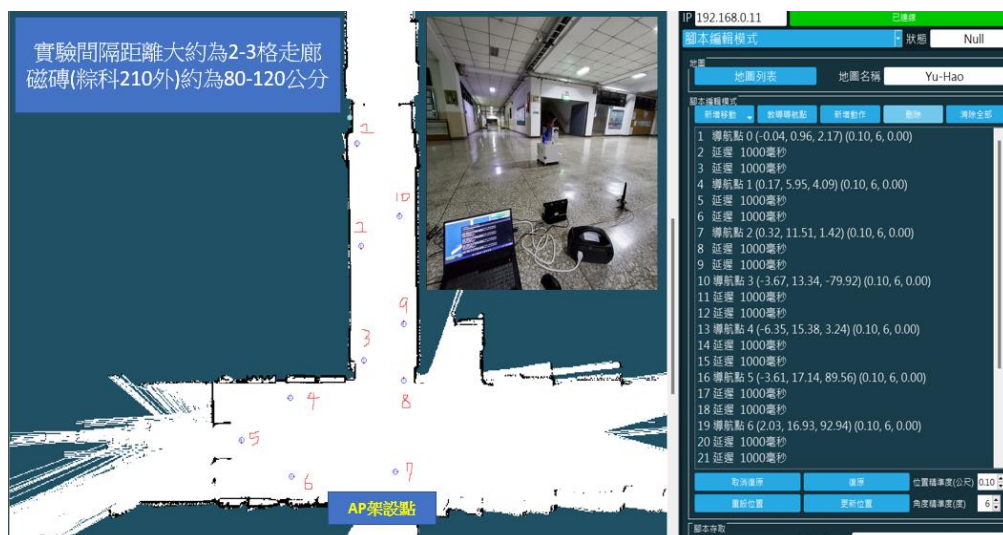 實驗間隔距離大約為2-3格走廊
磁磚(綜科210外)約為80-120公分
1
2
3
4
5
6
7
8
9
10
AP架設點
IP 192.168.0.11
已連線
腳本編輯模式
狀態 Null
地圖
地圖列表
地圖名稱 Yu-Hao
腳本編輯模式
新增移動
教導導航點
新增動作
刪除
清除全部
1 導航點 0 (-0.04, 0.96, 2.17) (0.10, 6, 0.00)
2 延遲 1000毫秒
3 延遲 1000毫秒
4 導航點 1 (0.17, 5.95, 4.09) (0.10, 6, 0.00)
5 延遲 1000毫秒
6 延遲 1000毫秒
7 導航點 2 (0.32, 11.51, 1.42) (0.10, 6, 0.00)
8 延遲 1000毫秒
9 延遲 1000毫秒
10 導航點 3 (-3.67, 13.34, -79.92) (0.10, 6, 0.00)
11 延遲 1000毫秒
12 延遲 1000毫秒
13 導航點 4 (-6.35, 15.38, 3.24) (0.10, 6, 0.00)
14 延遲 1000毫秒
15 延遲 1000毫秒
16 導航點 5 (-3.61, 17.14, 89.56) (0.10, 6, 0.00)
17 延遲 1000毫秒
18 延遲 1000毫秒
19 導航點 6 (2.03, 16.93, 92.94) (0.10, 6, 0.00)
20 延遲 1000毫秒
21 延遲 1000毫秒
取消復原
復原
位置精準度(公尺) 0.10
重設位置
更新位置
角度精準度(度) 6
腳本存取